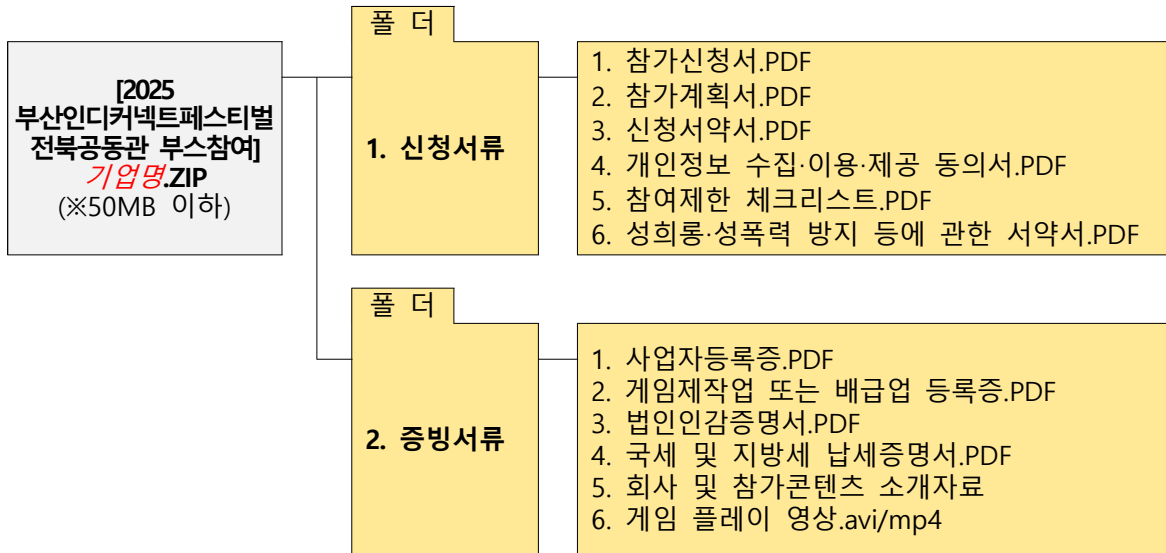 [2025
부산인디커넥트페스티벌
전북공동관 부스참여]
기업명.ZIP
(※50MB 이하)
폴 더
1. 신청서류
1. 참가신청서.PDF
2. 참가계획서.PDF
3. 신청서약서.PDF
4. 개인정보 수집·이용·제공 동의서.PDF
5. 참여제한 체크리스트.PDF
6. 성희롱·성폭력 방지 등에 관한 서약서.PDF
폴 더
2. 증빙서류
1. 사업자등록증.PDF
2. 게임제작업 또는 배급업 등록증.PDF
3. 법인인감증명서.PDF
4. 국세 및 지방세 납세증명서.PDF
5. 회사 및 참가콘텐츠 소개자료
6. 게임 플레이 영상.avi/mp4